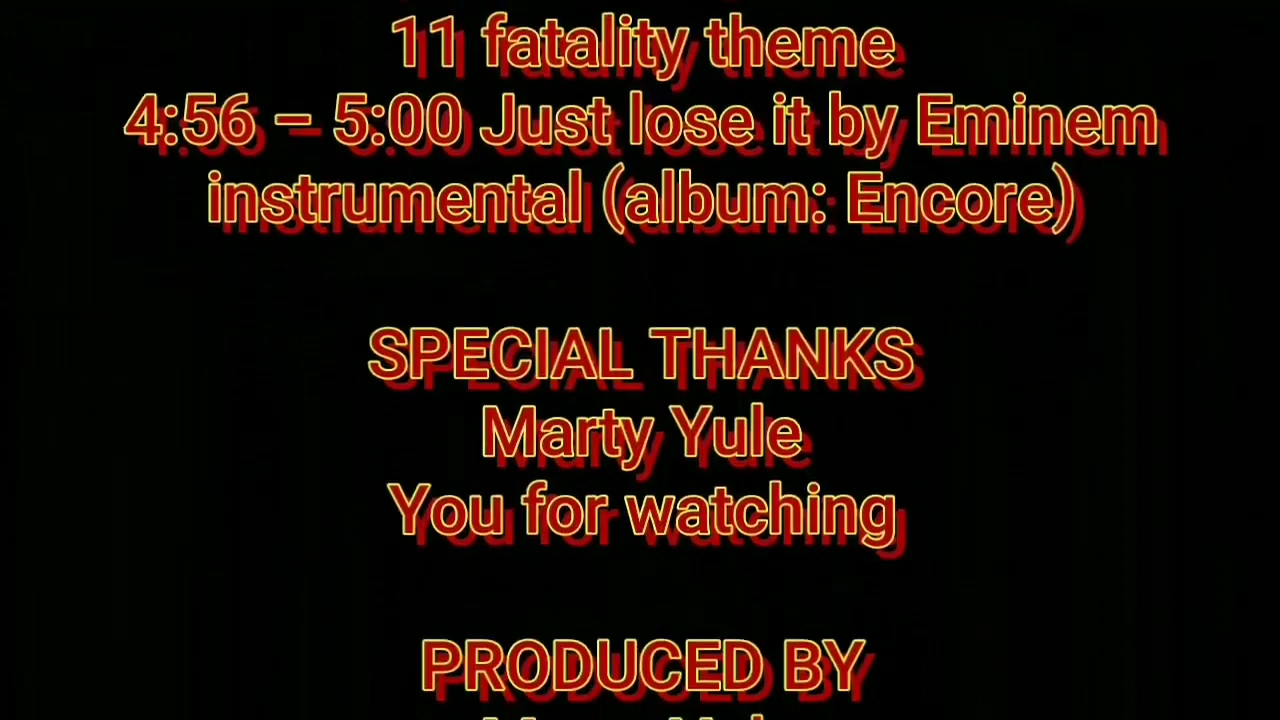 11 fatality theme
4:56 – 5:00 Just lose it by Eminem
instrumental (album: Encore)
SPECIAL THANKS
Marty Yule
You for watching
PRODUCED BY